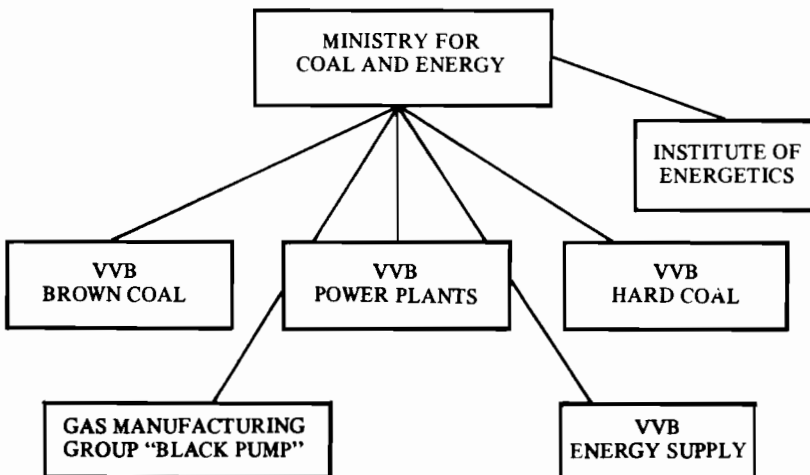 MINISTRY FOR
COAL AND ENERGY
INSTITUTE OF
ENERGETICS
VVB
BROWN COAL
VVB
POWER PLANTS
VVB
HARD COAL
GAS MANUFACTURING
GROUP “BLACK PUMP”
VVB
ENERGY SUPPLY